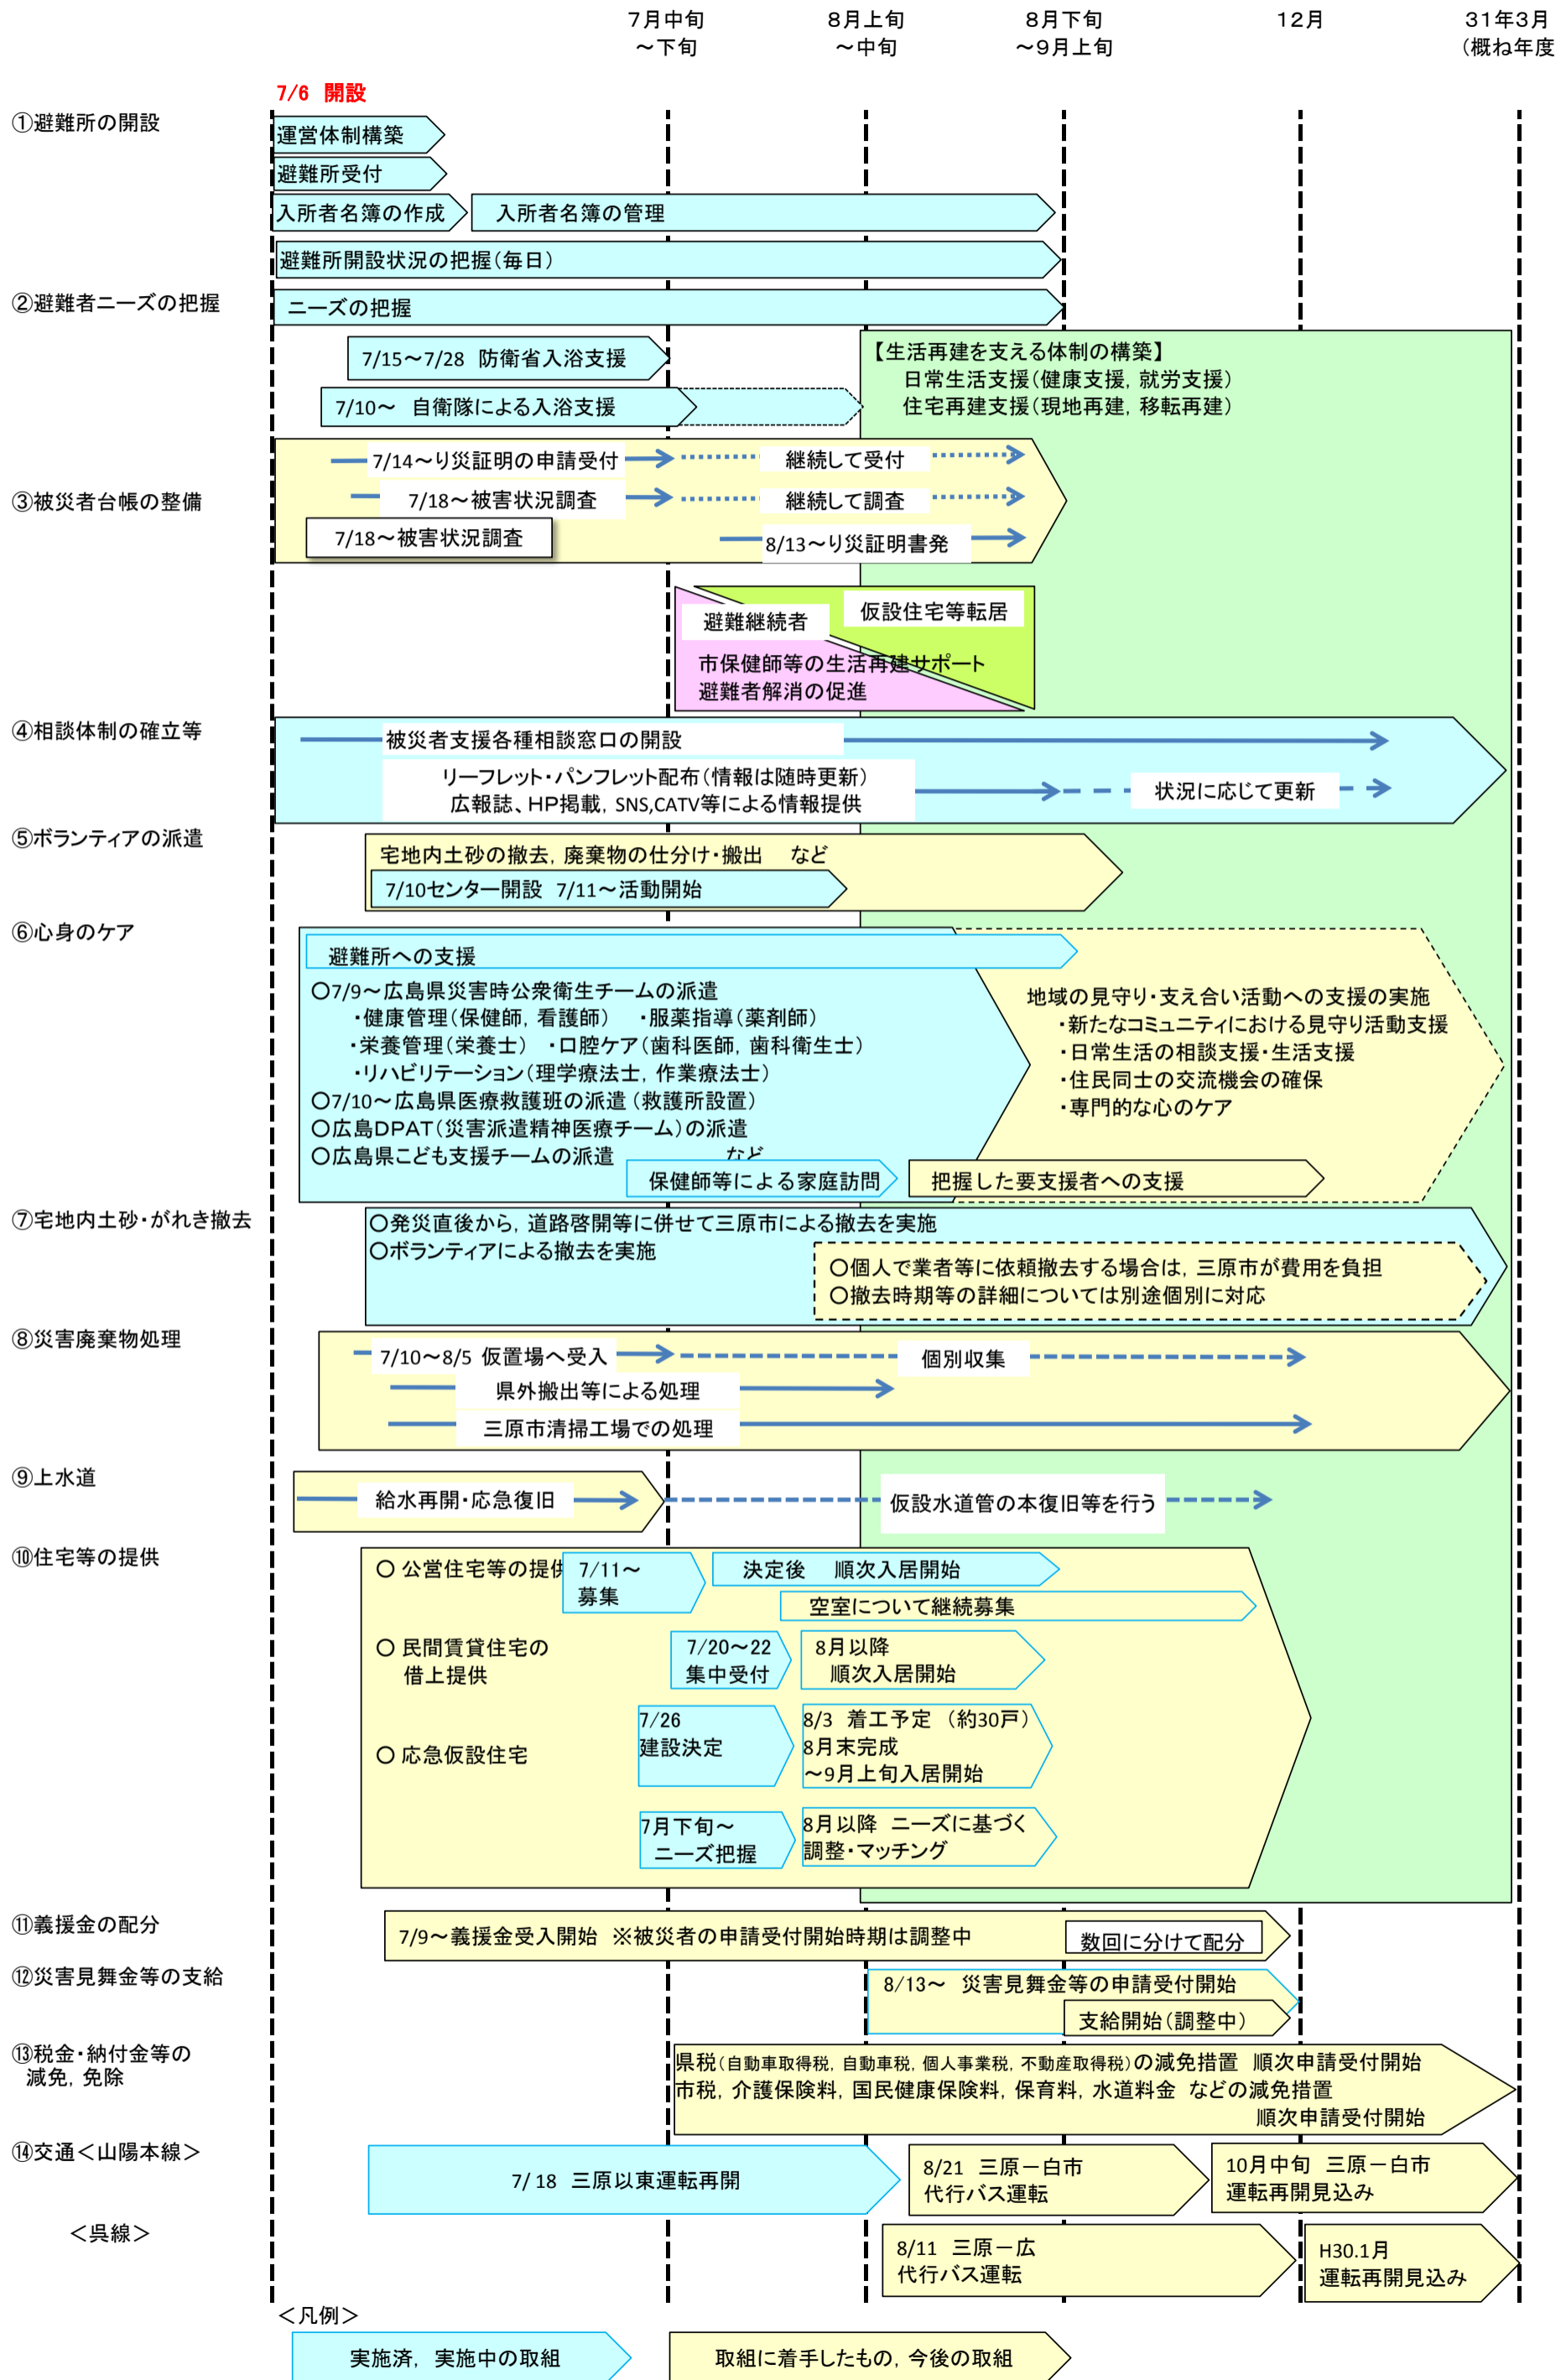 7月中旬
～下旬
8月上旬
～中旬
8月下旬
～9月上旬
12月
31年3月
(概ね年度
7/6 開設
①避難所の開設
運営体制構築
避難所受付
入所者名簿の作成
入所者名簿の管理
避難所開設状況の把握(毎日)
②避難者ニーズの把握
ニーズの把握
7/15～7/28 防衛省入浴支援
7/10～ 自衛隊による入浴支援
【生活再建を支える体制の構築】
日常生活支援(健康支援, 就労支援)
住宅再建支援(現地再建, 移転再建)
③被災者台帳の整備
7/14～り災証明の申請受付
継続して受付
7/18～被害状況調査
継続して調査
7/18～被害状況調査
8/13～り災証明書発
避難継続者
仮設住宅等転居
市保健師等の生活再建サポート
避難者解消の促進
④相談体制の確立等
被災者支援各種相談窓口の開設
リーフレット・パンフレット配布(情報は随時更新)
広報誌、HP掲載, SNS,CATV等による情報提供
状況に応じて更新
⑤ボランティアの派遣
宅地内土砂の撤去, 廃棄物の仕分け・搬出 など
7/10センター開設 7/11～活動開始
⑥心身のケア
避難所への支援
○7/9～広島県災害時公衆衛生チームの派遣
・健康管理(保健師, 看護師) ・服薬指導(薬剤師)
・栄養管理(栄養士) ・口腔ケア(歯科医師, 歯科衛生士)
・リハビリテーション(理学療法士, 作業療法士)
○7/10～広島県医療救護班の派遣(救護所設置)
○広島DPAT(災害派遣精神医療チーム)の派遣
○広島県こども支援チームの派遣 など
保健師等による家庭訪問
地域の見守り・支え合い活動への支援の実施
・新たなコミュニティにおける見守り活動支援
・日常生活の相談支援・生活支援
・住民同士の交流機会の確保
・専門的な心のケア
把握した要支援者への支援
⑦宅地内土砂・がれき撤去
○発災直後から, 道路啓開等に併せて三原市による撤去を実施
○ボランティアによる撤去を実施
○個人で業者等に依頼撤去する場合は, 三原市が費用を負担
○撤去時期等の詳細については別途個別に対応
⑧災害廃棄物処理
7/10～8/5 仮置場へ受入
個別収集
県外搬出等による処理
三原市清掃工場での処理
⑨上水道
給水再開・応急復旧
仮設水道管の本復旧等を行う
⑩住宅等の提供
○ 公営住宅等の提供
7/11～
募集
決定後 順次入居開始
空室について継続募集
○ 民間賃貸住宅の
借上提供
7/20～22
集中受付
8月以降
順次入居開始
○ 応急仮設住宅
7/26
建設決定
8/3 着工予定 (約30戸)
8月末完成
～9月上旬入居開始
7月下旬～
ニーズ把握
8月以降 ニーズに基づく
調整・マッチング
⑪義援金の配分
7/9～義援金受入開始 ※被災者の申請受付開始時期は調整中
数回に分けて配分
⑫災害見舞金等の支給
8/13～ 災害見舞金等の申請受付開始
支給開始(調整中)
⑬税金・納付金等の
減免, 免除
県税(自動車取得税, 自動車税, 個人事業税, 不動産取得税)の減免措置 順次申請受付開始
市税, 介護保険料, 国民健康保険料, 保育料, 水道料金 などの減免措置
順次申請受付開始
⑭交通＜山陽本線＞
7/ 18 三原以東運転再開
8/21 三原－白市
代行バス運転
10月中旬 三原－白市
運転再開見込み
＜呉線＞
8/11 三原－広
代行バス運転
H30.1月
運転再開見込み
＜凡例＞
実施済, 実施中の取組
取組に着手したもの, 今後の取組